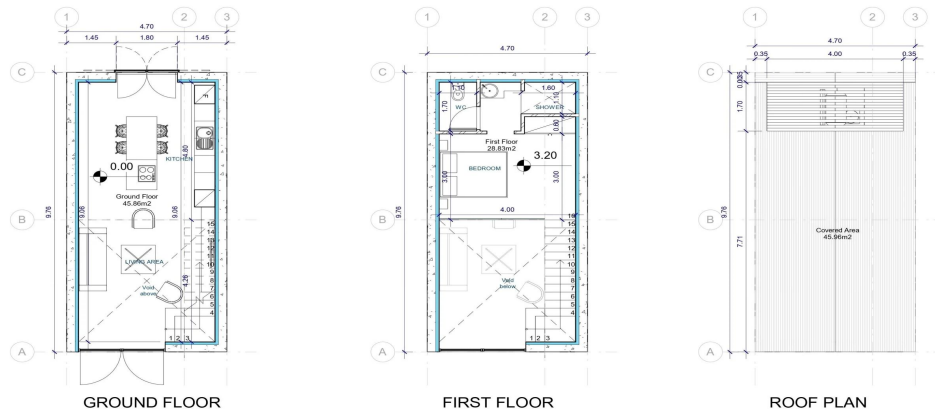 1
2
3
4.70
1.45
1.80
1.45
C
B
A
9.76
9.06
9.06
4.80
4.26
F
KITCHEN
0.00
Ground Floor
45.86m2
LIVING AREA
Void
above
15
14
13
12
11
10
9
8
7
6
5
4
1 2 3
GROUND FLOOR
1
2
3
4.70
C
B
A
9.76
1.10
1.60
1.10
1.70
WC
SHOWER
0.60
First Floor
28.83m2
3.20
BEDROOM
3.00
3.00
4.00
16
15
14
13
12
11
10
9
8
7
6
5
4
Void
below
1 2 3
FIRST FLOOR
1
2
3
4.70
0.35
4.00
0.35
C
B
A
9.76
1.70
7.71
Covered Area
45.96m2
ROOF PLAN